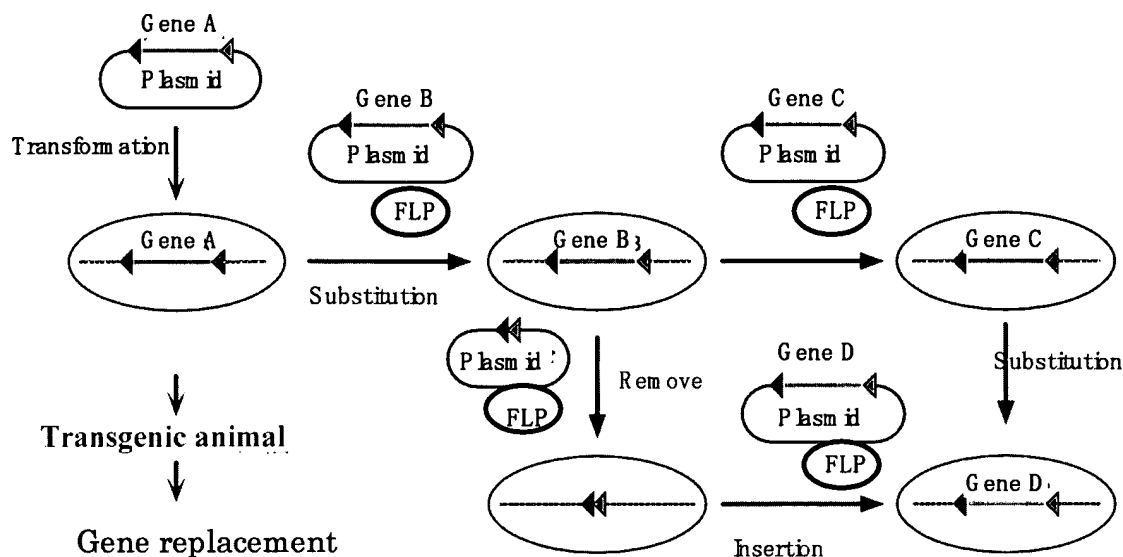 Gene A
Plasmid
Transformation
Gene A
Gene B
Plasmid
FLP
Substitution
Gene B
Gene C
Plasmid
FLP
Gene C
Plasmid
FLP
Remove
Gene D
Plasmid
FLP
Substitution
Transgenic animal
Gene replacement
Insertion
Gene D